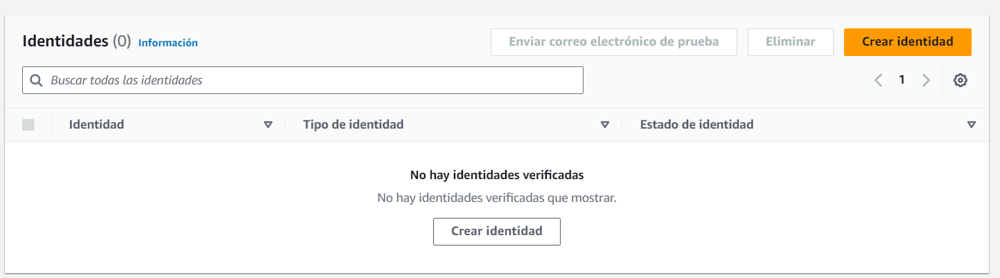 Identidades (0) Información
Enviar correo electrónico de prueba
Eliminar
Crear identidad
Buscar todas las identidades
1
Identidad
Tipo de identidad
Estado de identidad
No hay identidades verificadas
No hay identidades verificadas que mostrar.
Crear identidad